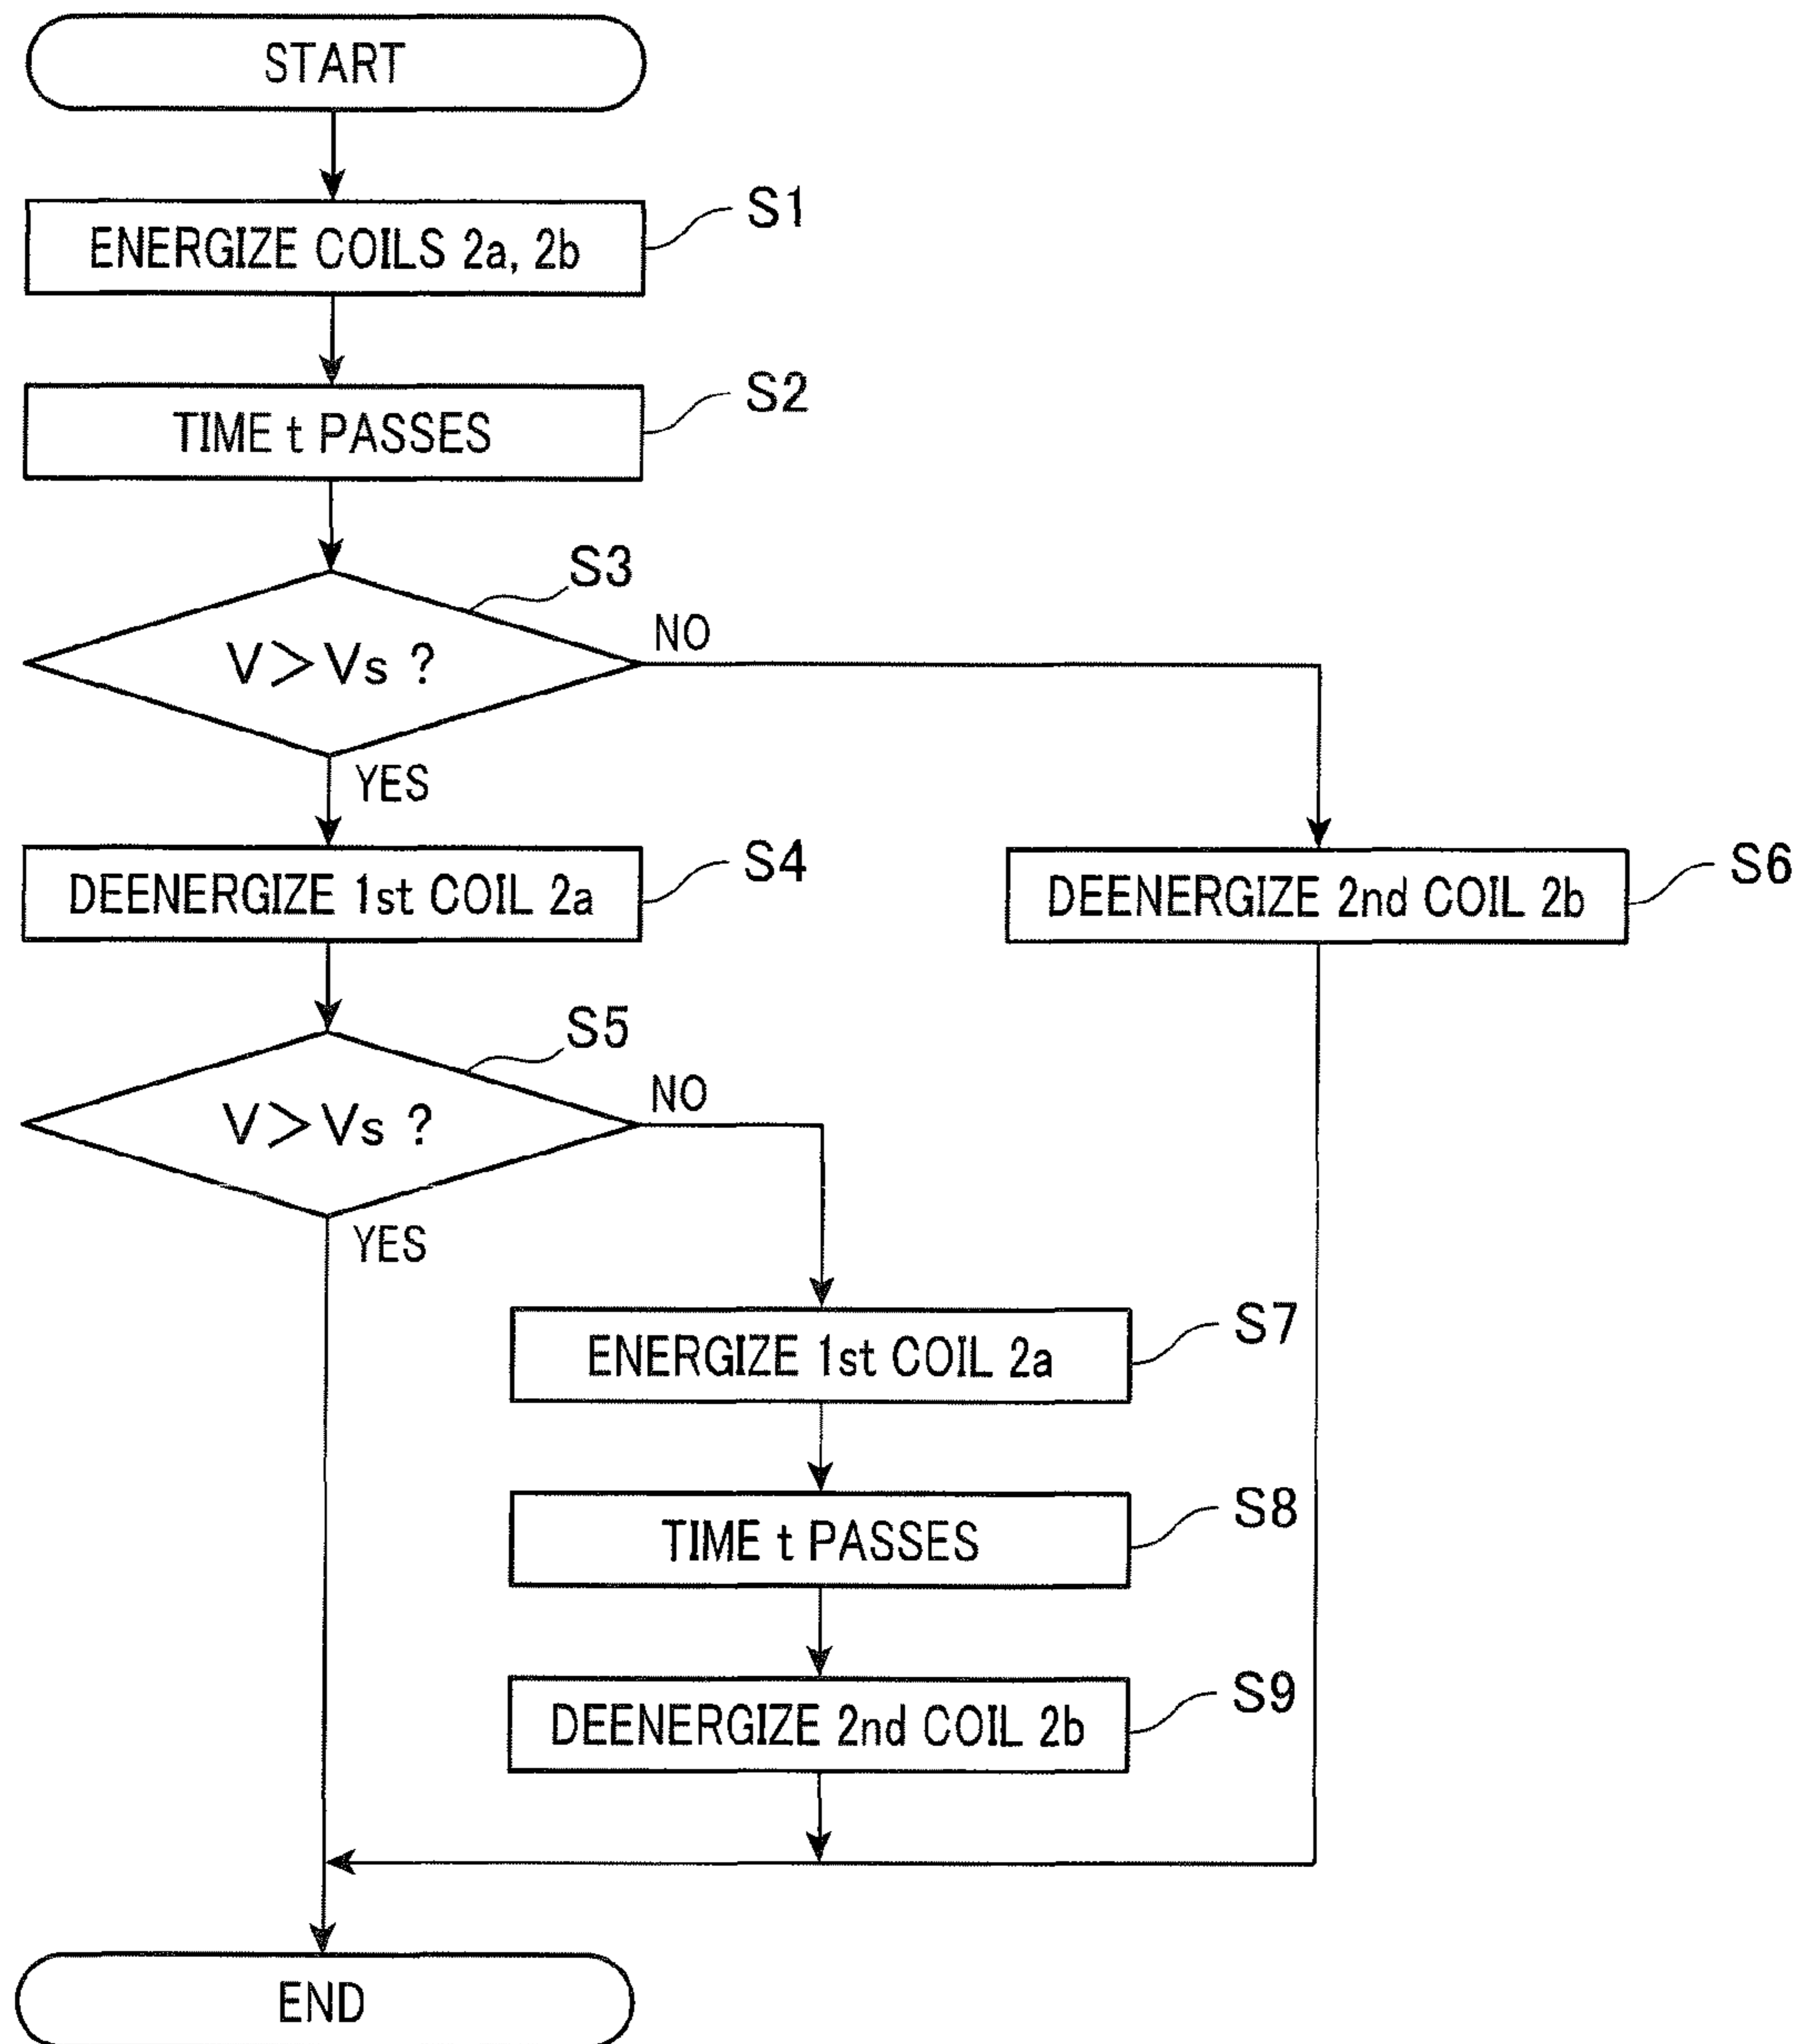 START
ENERGIZE COILS 2a, 2b
S1
TIME t PASSES
S2
S3
V>Vs ?
NO
YES
DEENERGIZE 1st COIL 2a
S4
DEENERGIZE 2nd COIL 2b
S6
S5
V>Vs ?
NO
YES
ENERGIZE 1st COIL 2a
S7
TIME t PASSES
S8
DEENERGIZE 2nd COIL 2b
S9
END